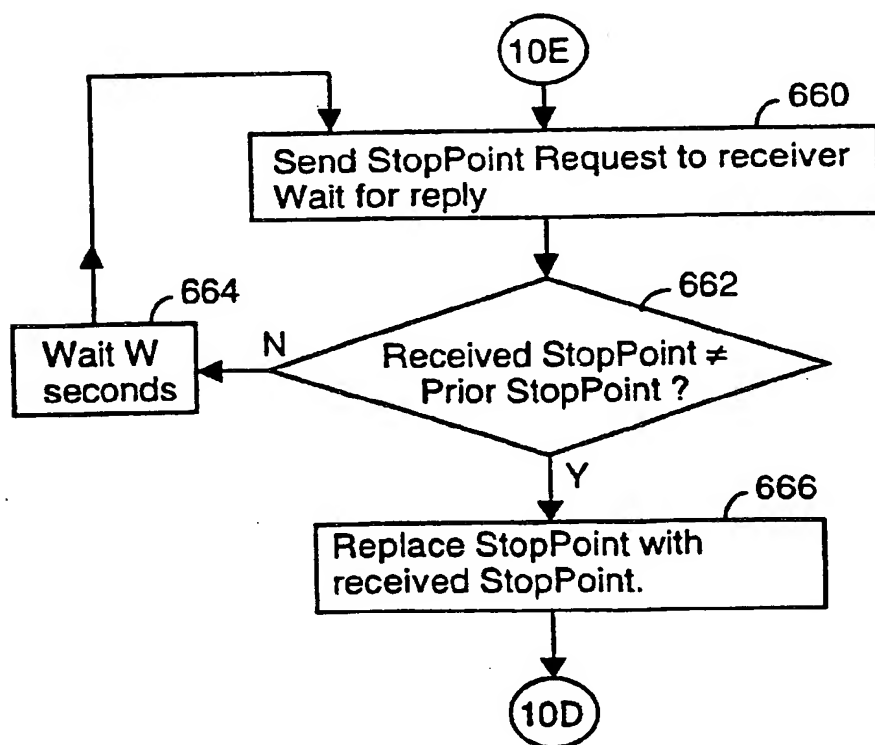 10E
660
Send StopPoint Request to receiver
Wait for reply
664
662
Wait W
seconds
N
Received StopPoint ≠
Prior StopPoint ?
Y
666
Replace StopPoint with
received StopPoint.
10D